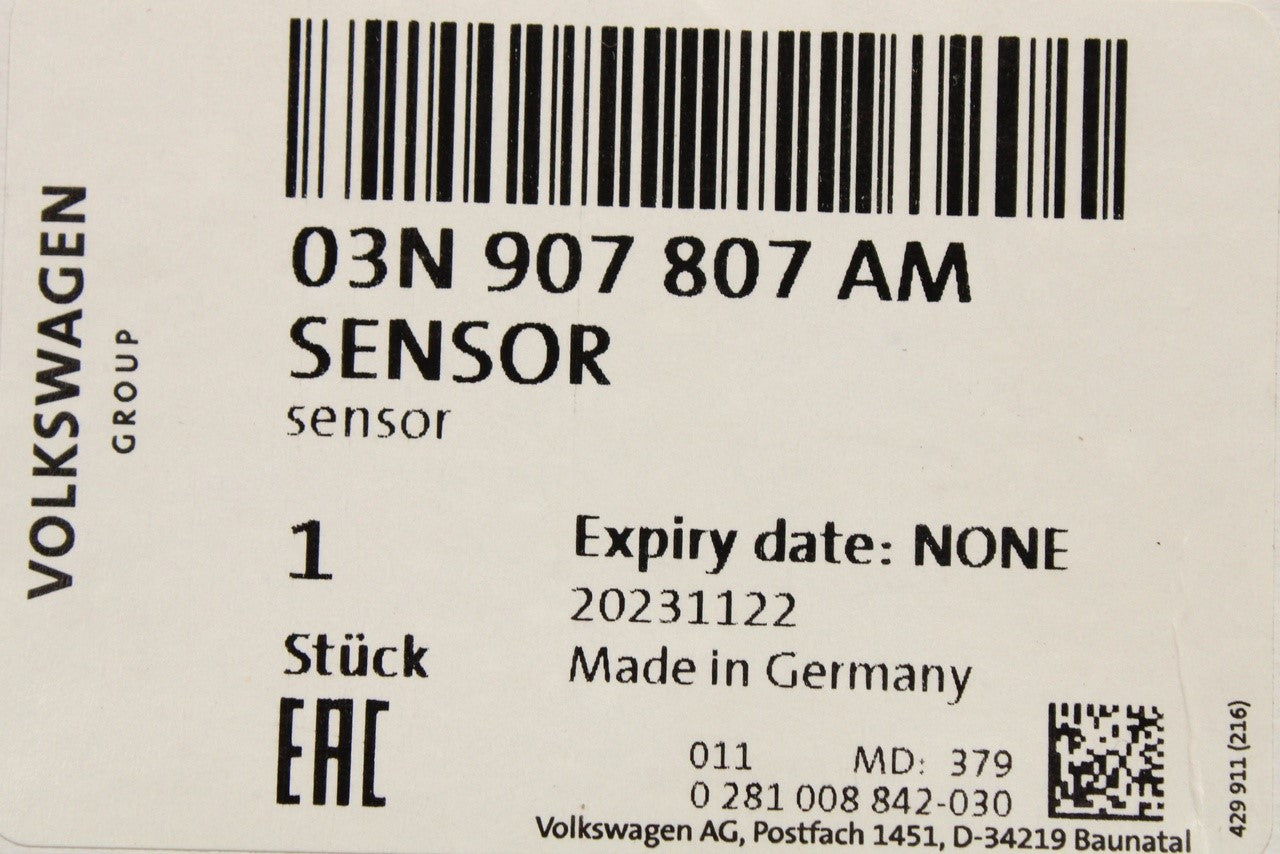 VOLKSWAGEN
GROUP
03N 907 807 AM
SENSOR
sensor
1
Stück
EAC
Expiry date: NONE
20231122
Made in Germany
011 MD: 379
0 281 008 842-030
Volkswagen AG, Postfach 1451, D-34219 Baunatal
429 911 (216)